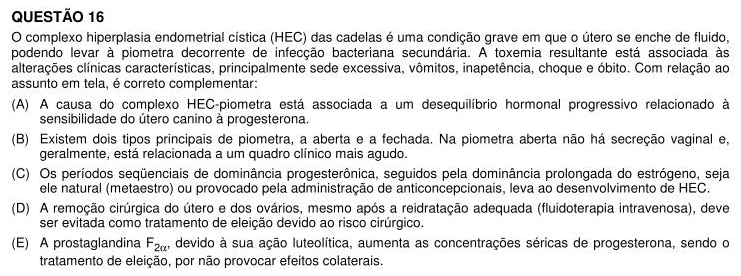 QUESTÃO 16
O complexo hiperplasia endometrial cística (HEC) das cadelas é uma condição grave em que o útero se enche de fluido,
podendo levar à piometra decorrente de infecção bacteriana secundária. A toxemia resultante está associada às
alterações clínicas características, principalmente sede excessiva, vômitos, inapetência, choque e óbito. Com relação ao
assunto em tela, é correto complementar:
(A) A causa do complexo HEC-piometra está associada a um desequilíbrio hormonal progressivo relacionado à
sensibilidade do útero canino à progesterona.
(B) Existem dois tipos principais de piometra, a aberta e a fechada. Na piometra aberta não há secreção vaginal e,
geralmente, está relacionada a um quadro clínico mais agudo.
(C) Os períodos seqüenciais de dominância progesterônica, seguidos pela dominância prolongada do estrógeno, seja
ele natural (metaestro) ou provocado pela administração de anticoncepcionais, leva ao desenvolvimento de HEC.
(D) A remoção cirúrgica do útero e dos ovários, mesmo após a reidratação adequada (fluidoterapia intravenosa), deve
ser evitada como tratamento de eleição devido ao risco cirúrgico.
(E) A prostaglandina F2α, devido à sua ação luteolítica, aumenta as concentrações séricas de progesterona, sendo o
tratamento de eleição, por não provocar efeitos colaterais.